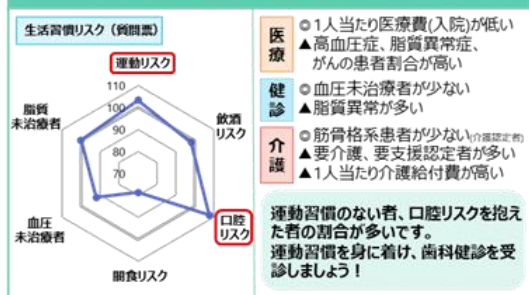 生活習慣リスク（質問票）
運動リスク
110
100
90
80
70
飲酒
リスク
口腔
リスク
間食リスク
血圧
未治療者
脂質
未治療者
医療
◎1人当たり医療費(入院)が低い
▲高血圧症、脂質異常症、
がんの患者割合が高い
健診
◎血圧未治療者が少ない
▲脂質異常が多い
介護
◎筋骨格系患者が少ない(介護認定者)
▲要介護、要支援認定者が多い
▲1人当たり介護給付費が高い
運動習慣のない者、口腔リスクを抱え
た者の割合が多いです。
運動習慣を身に着け、歯科健診を受
診しましょう！